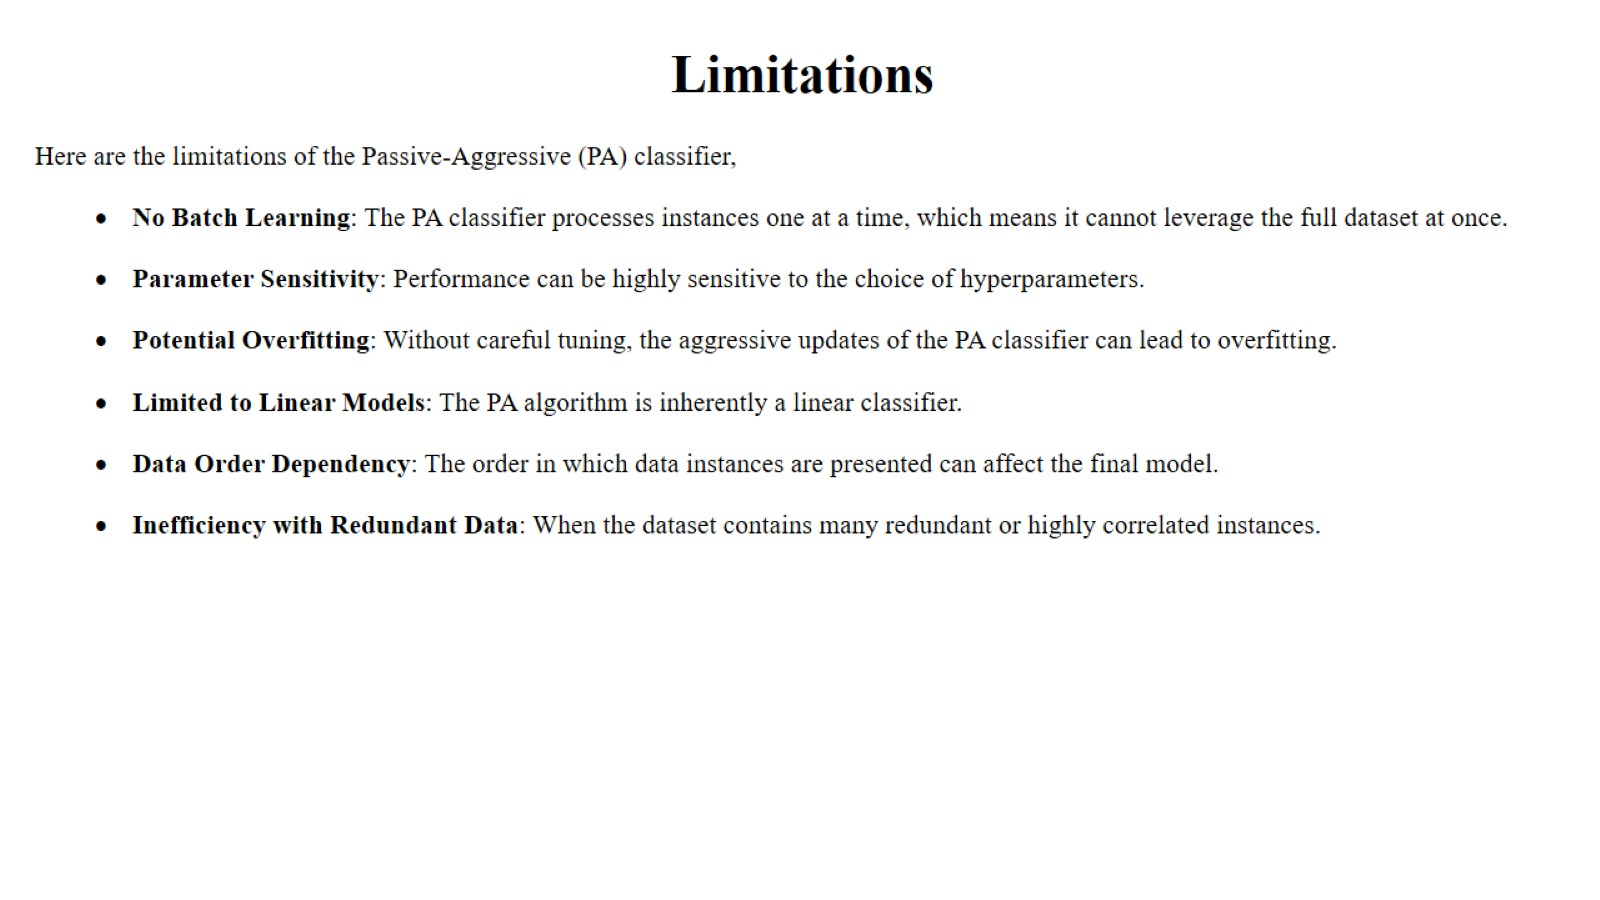 Limitations
Here are the limitations of the Passive-Aggressive (PA) classifier,
• No Batch Learning: The PA classifier processes instances one at a time, which means it cannot leverage the full dataset at once.
• Parameter Sensitivity: Performance can be highly sensitive to the choice of hyperparameters.
• Potential Overfitting: Without careful tuning, the aggressive updates of the PA classifier can lead to overfitting.
• Limited to Linear Models: The PA algorithm is inherently a linear classifier.
• Data Order Dependency: The order in which data instances are presented can affect the final model.
• Inefficiency with Redundant Data: When the dataset contains many redundant or highly correlated instances.